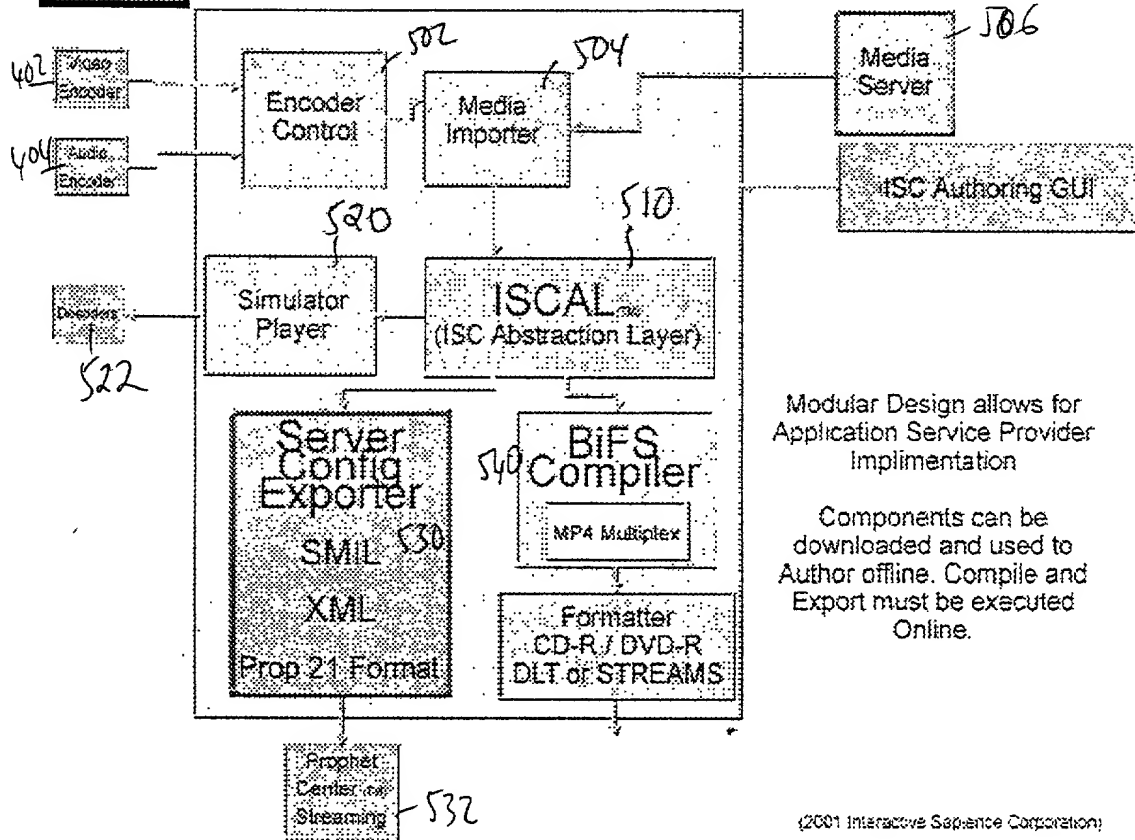 402
Video
Encoder
404
Audio
Encoder
502
Encoder
Control
504
Media
Importer
506
Media
Server
ISC Authoring GUI
520
Simulator
Player
510
ISCAL
(ISC Abstraction Layer)
Decoders
522
Server
Config
Exporter
SMIL
530
XML
Prop 21 Format
540
BiFS
Compiler
MP4 Multiplex
Formatter
CD-R / DVD-R
DLT or STREAMS
Prophet
Center
Streaming
532
Modular Design allows for
Application Service Provider
Implimentation
Components can be
downloaded and used to
Author offline. Compile and
Export must be executed
Online.
(2001 Interactive Sapience Corporation)